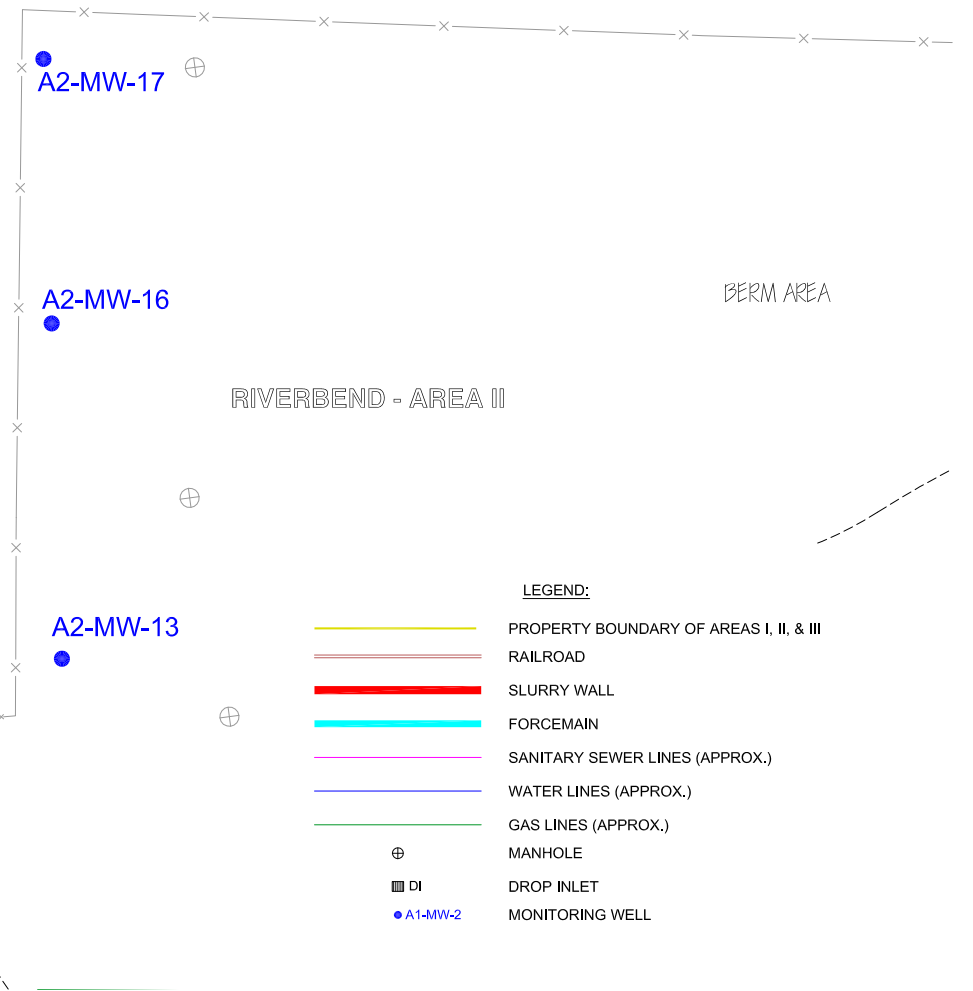 A2-MW-17
A2-MW-16
BERM AREA
RIVERBEND - AREA II
A2-MW-13
LEGEND:
PROPERTY BOUNDARY OF AREAS I, II, & III
RAILROAD
SLURRY WALL
FORCEMAIN
SANITARY SEWER LINES (APPROX.)
WATER LINES (APPROX.)
GAS LINES (APPROX.)
MANHOLE
DI DROP INLET
A1-MW-2 MONITORING WELL